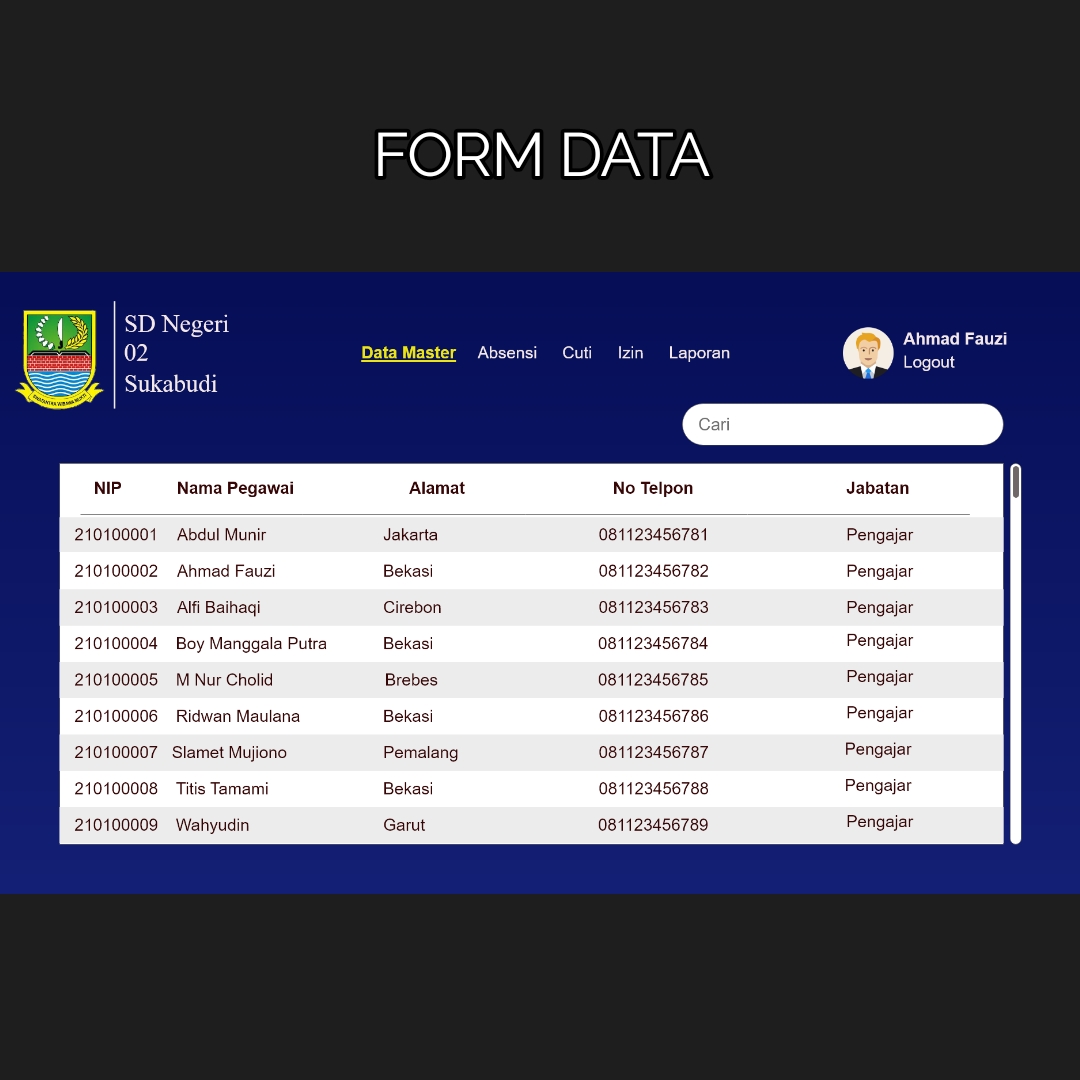 FORM DATA
SD Negeri
02
Sukabudi
Data Master Absensi Cuti Izin Laporan
Ahmad Fauzi
Logout
Cari
NIP Nama Pegawai Alamat No Telpon Jabatan
210100001 Abdul Munir Jakarta 081123456781 Pengajar
210100002 Ahmad Fauzi Bekasi 081123456782 Pengajar
210100003 Alfi Baihaqi Cirebon 081123456783 Pengajar
210100004 Boy Manggala Putra Bekasi 081123456784 Pengajar
210100005 M Nur Cholid Brebes 081123456785 Pengajar
210100006 Ridwan Maulana Bekasi 081123456786 Pengajar
210100007 Slamet Mujiono Pemalang 081123456787 Pengajar
210100008 Titis Tamami Bekasi 081123456788 Pengajar
210100009 Wahyudin Garut 081123456789 Pengajar